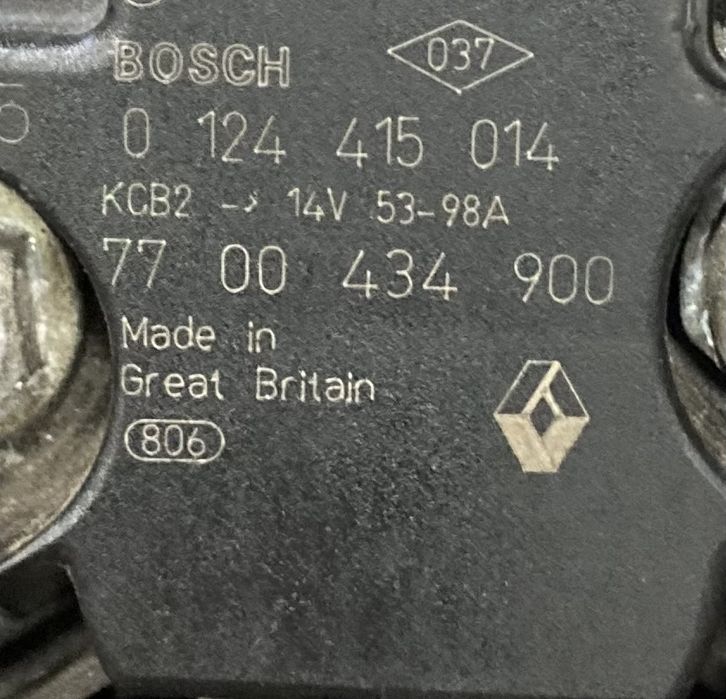 BOSCH 037
0 124 415 014
KCB2 -> 14V 53-98A
77 00 434 900
Made in
Great Britain
806